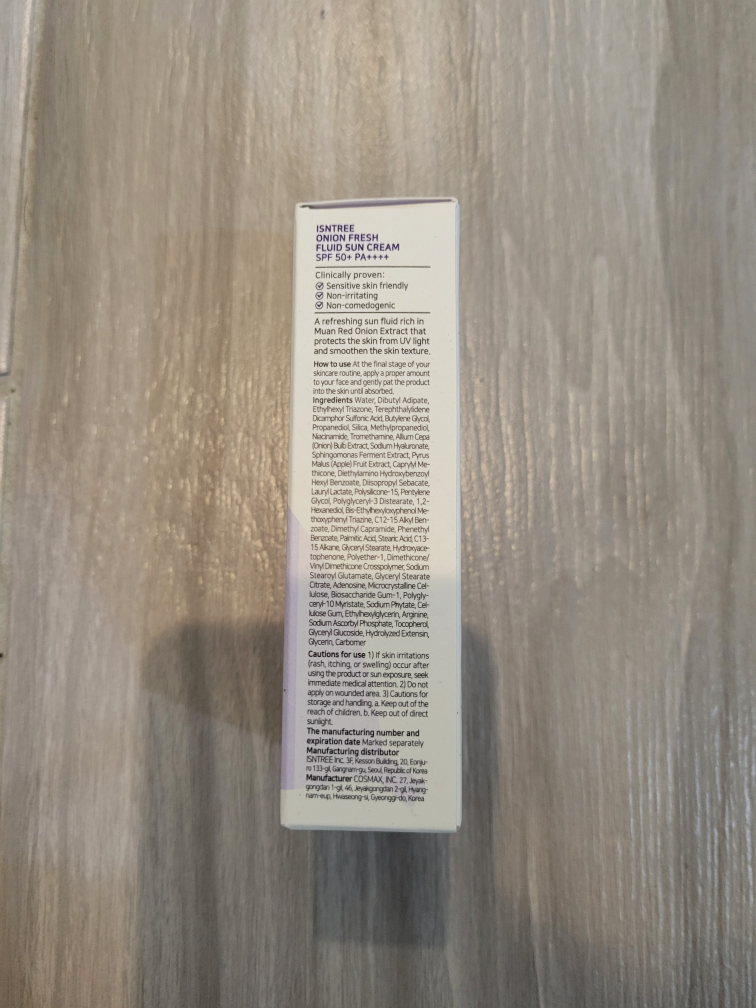 ISNTREE
ONION FRESH
FLUID SUN CREAM
SPF 50+ PA++++
Clinically proven:
Sensitive skin friendly
Non-irritating
Non-comedogenic
A refreshing sun fluid rich in
Muan Red Onion Extract that
protects the skin from UV light
and smoothen the skin texture.
How to use At the final stage of your
skincare routine, apply a proper amount
to your face and gently pat the product
into the skin until absorbed.
Ingredients Water, Dibutyl Adipate,
Ethylhexyl Triazone, Terephthalylidene
Dicamphor Sulfonic Acid, Butylene Glycol,
Propanediol, Silica, Methylpropanediol,
Niacinamide, Tromethamine, Allium Cepa
(Onion) Bulb Extract, Sodium Hyaluronate,
Sphingomonas Ferment Extract, Pyrus
Malus (Apple) Fruit Extract, Caprylyl Me-
thicone, Diethylamino Hydroxybenzoyl
Hexyl Benzoate, Diisopropyl Sebacate,
Lauryl Lactate, Polysilicone-15, Pentylene
Glycol, Polyglyceryl-3 Distearate, 1,2-
Hexanediol, Bis-Ethylhexyloxyphenol Me-
thoxyphenyl Triazine, C12-15 Alkyl Ben-
zoate, Dimethyl Capramide, Phenethyl
Benzoate, Palmitic Acid, Stearic Acid, C13-
15 Alkane, Glyceryl Stearate, Hydroxyace-
tophenone, Polyether-1, Dimethicone/
Vinyl Dimethicone Crosspolymer, Sodium
Stearoyl Glutamate, Glyceryl Stearate
Citrate, Adenosine, Microcrystalline Cel-
lulose, Biosaccharide Gum-1, Polygly-
ceryl-10 Myristate, Sodium Phytate, Cel-
lulose Gum, Ethylhexylglycerin, Arginine,
Sodium Ascorbyl Phosphate, Tocopherol,
Glyceryl Glucoside, Hydrolyzed Extensin,
Glycerin, Carbomer
Cautions for use 1) If skin irritations
(rash, itching, or swelling) occur after
using the product or sun exposure, seek
immediate medical attention. 2) Do not
apply on wounded area. 3) Cautions for
storage and handling, a. Keep out of the
reach of children. b. Keep out of direct
sunlight.
The manufacturing number and
expiration date Marked separately
Manufacturing distributor
ISNTREE Inc. 3F, Kesson Building, 20, Eonju-
ro 133-gil, Gangnam-gu, Seoul, Republic of Korea
Manufacturer COSMAX, INC. 27, Jeyak-
gongdan 1-gil, 46, Jeyakgongdan 2-gil, Hyang-
nam-eup, Hwaseong-si, Gyeonggi-do, Korea